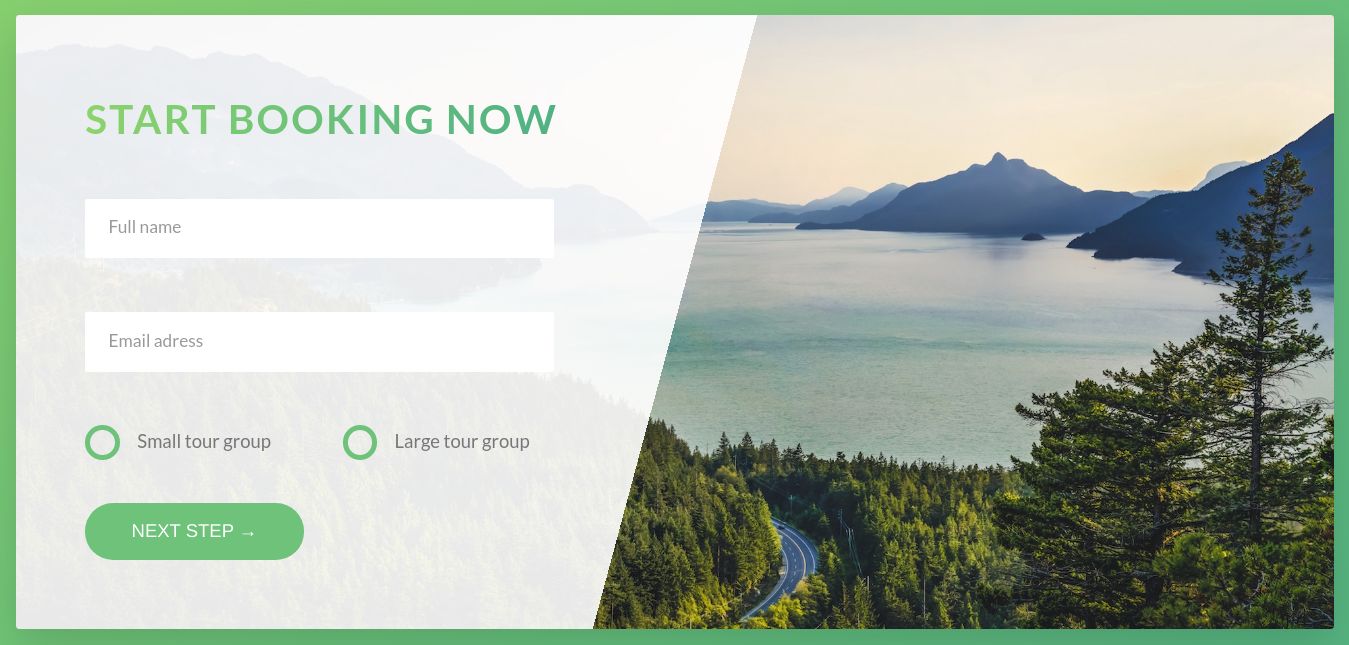 START BOOKING NOW
Full name
Email adress
Small tour group Large tour group
NEXT STEP →